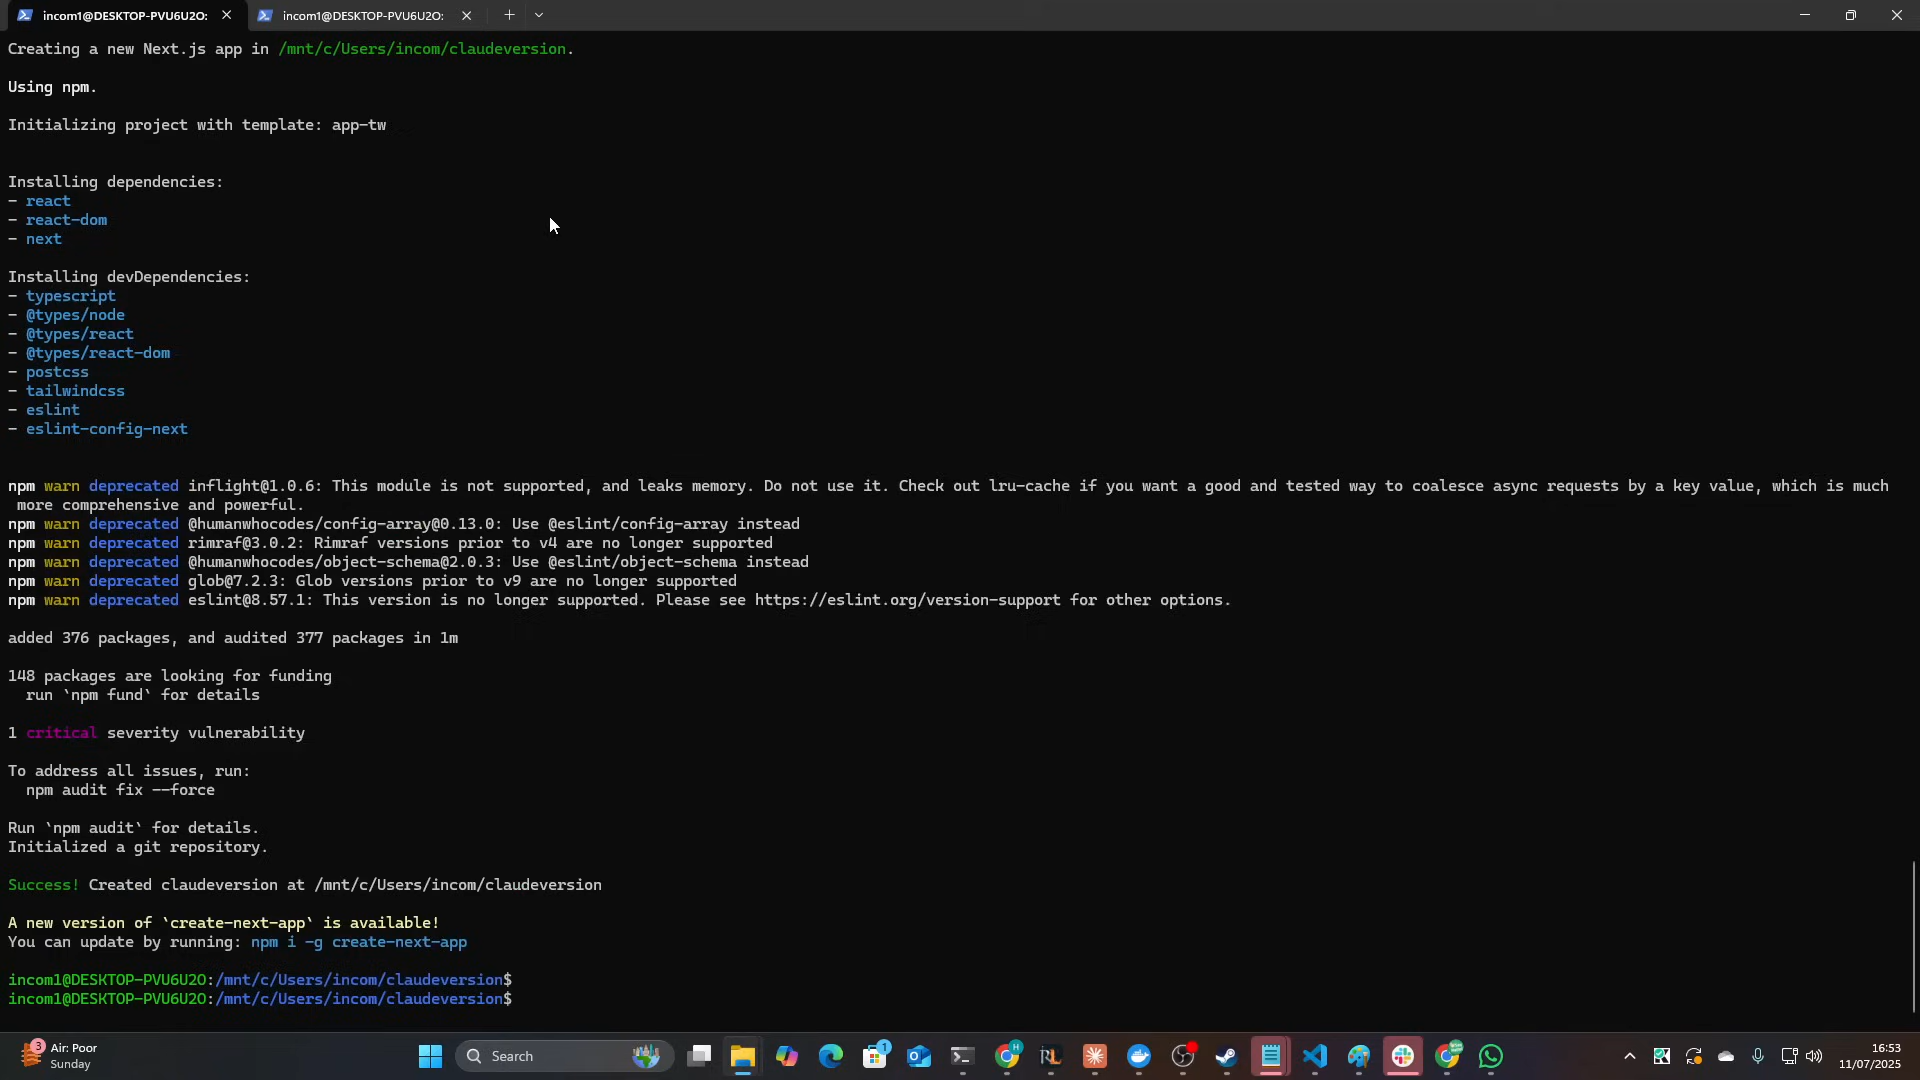 incom1@DESKTOP-PVU6U2O:
incom1@DESKTOP-PVU6U2O:
Creating a new Next.js app in /mnt/c/Users/incom/claudeversion.
Using npm.
Initializing project with template: app-tw
Installing dependencies:
- react
- react-dom
- next
Installing devDependencies:
- typescript
- @types/node
- @types/react
- @types/react-dom
- postcss
- tailwindcss
- eslint
- eslint-config-next
npm warn deprecated inflight@1.0.6: This module is not supported, and leaks memory. Do not use it. Check out lru-cache if you want a good and tested way to coalesce async requests by a key value, which is much
more comprehensive and powerful.
npm warn deprecated @humanwhocodes/config-array@0.13.0: Use @eslint/config-array instead
npm warn deprecated rimraf@3.0.2: Rimraf versions prior to v4 are no longer supported
npm warn deprecated @humanwhocodes/object-schema@2.0.3: Use @eslint/object-schema instead
npm warn deprecated glob@7.2.3: Glob versions prior to v9 are no longer supported
npm warn deprecated eslint@8.57.1: This version is no longer supported. Please see https://eslint.org/version-support for other options.
added 376 packages, and audited 377 packages in 1m
148 packages are looking for funding
run `npm fund` for details
1 critical severity vulnerability
To address all issues, run:
npm audit fix --force
Run `npm audit` for details.
Initialized a git repository.
Success! Created claudeversion at /mnt/c/Users/incom/claudeversion
A new version of `create-next-app` is available!
You can update by running: npm i -g create-next-app
incom1@DESKTOP-PVU6U2O:/mnt/c/Users/incom/claudeversion$
incom1@DESKTOP-PVU6U2O:/mnt/c/Users/incom/claudeversion$
3
Air: Poor
Sunday
Search
1
H
16:53
11/07/2025